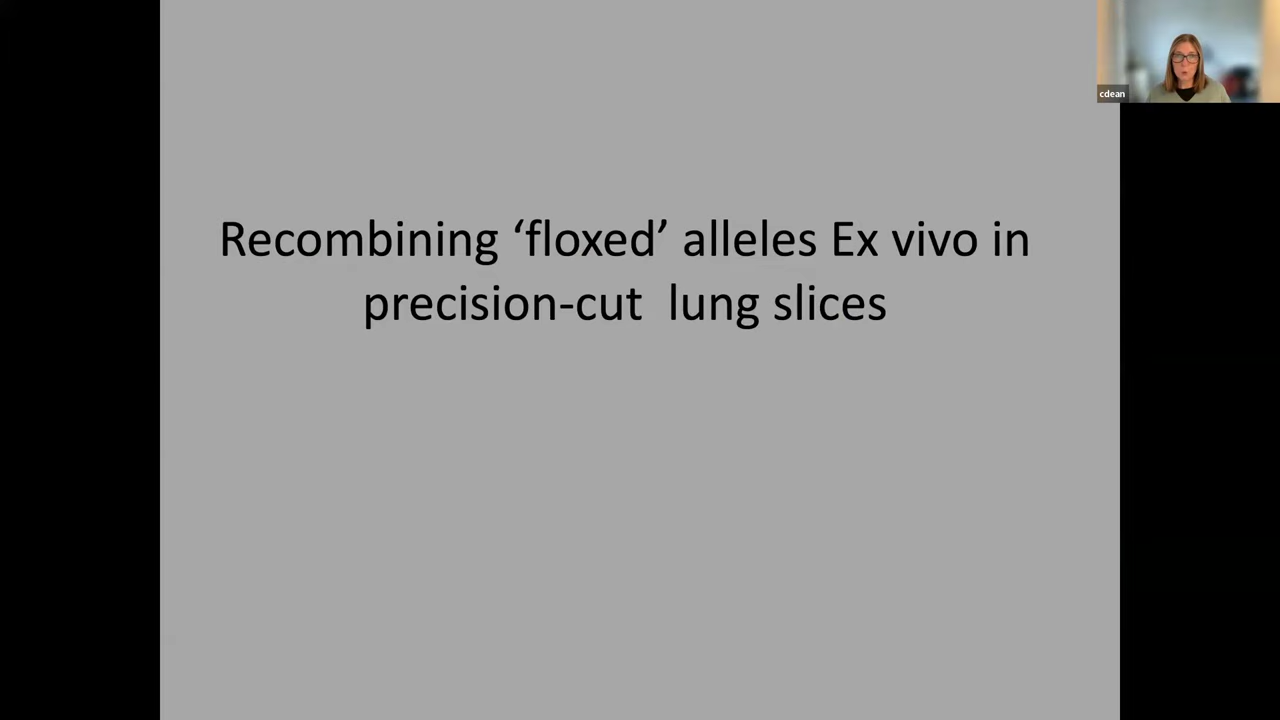 cdean
Recombining ‘floxed’ alleles Ex vivo in
precision-cut  lung slices